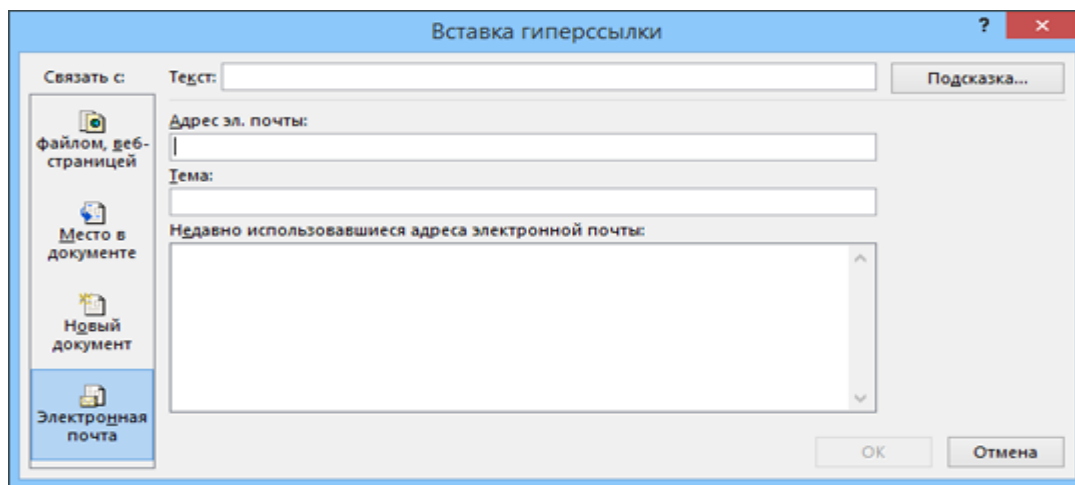 Вставка гиперссылки
?
Связать с:
Текст:
Подсказка...
файлом, веб-
страницей
Место в
документе
Новый
документ
Электронная
почта
Адрес эл. почты:
Тема:
Недавно использовавшиеся адреса электронной почты:
ОК
Отмена